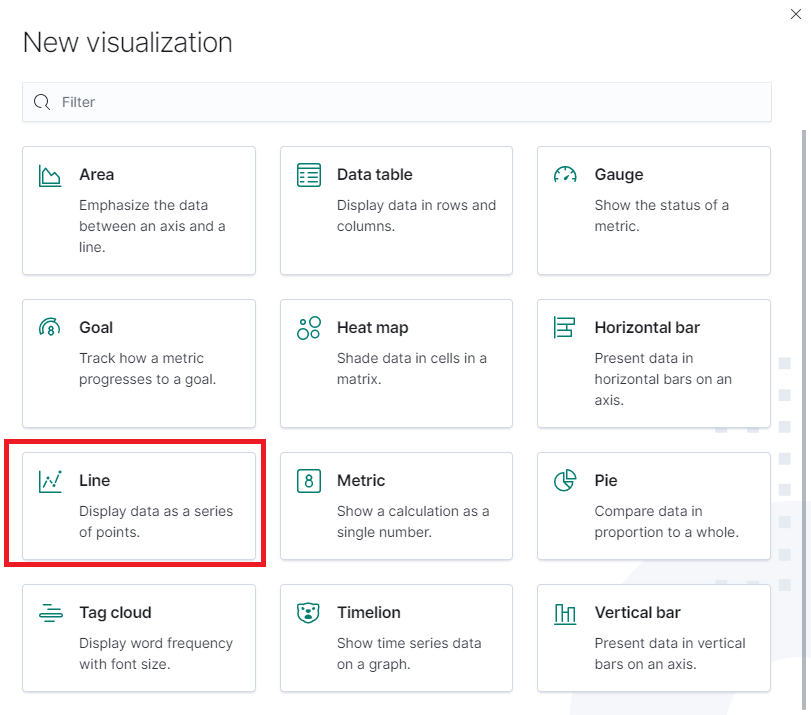 New visualization
Filter
Area
Emphasize the data
between an axis and a
line.
Data table
Display data in rows and
columns.
Gauge
Show the status of a
metric.
Goal
Track how a metric
progresses to a goal.
Heat map
Shade data in cells in a
matrix.
Horizontal bar
Present data in
horizontal bars on an
axis.
Line
Display data as a series
of points.
8
Metric
Show a calculation as a
single number.
Pie
Compare data in
proportion to a whole.
Tag cloud
Display word frequency
with font size.
Timelion
Show time series data
on a graph.
Vertical bar
Present data in vertical
bars on an axis.